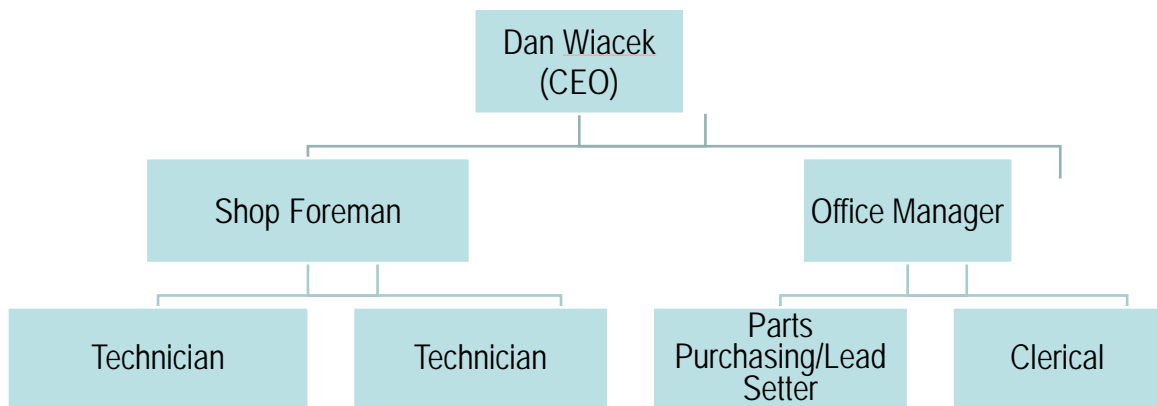 Dan Wiacek
(CEO)
Shop Foreman
Office Manager
Technician
Technician
Parts
Purchasing/Lead
Setter
Clerical